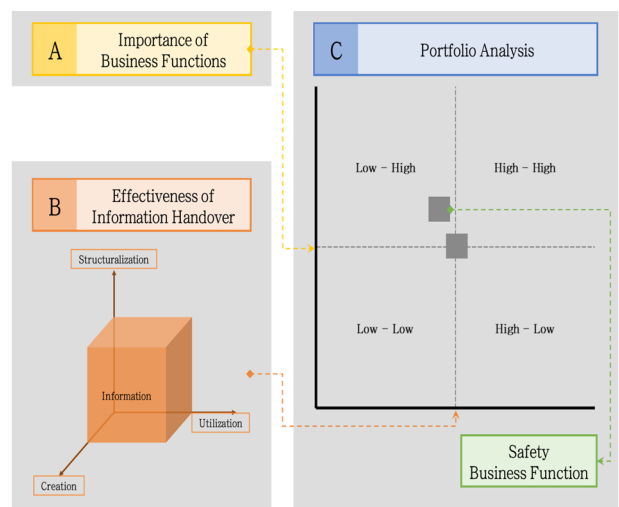 A
Importance of
Business Functions
B
Effectiveness of
Information Handover
Structuralization
Information
Utilization
Creation
C
Portfolio Analysis
Low - High
High - High
Low - Low
High - Low
Safety
Business Function